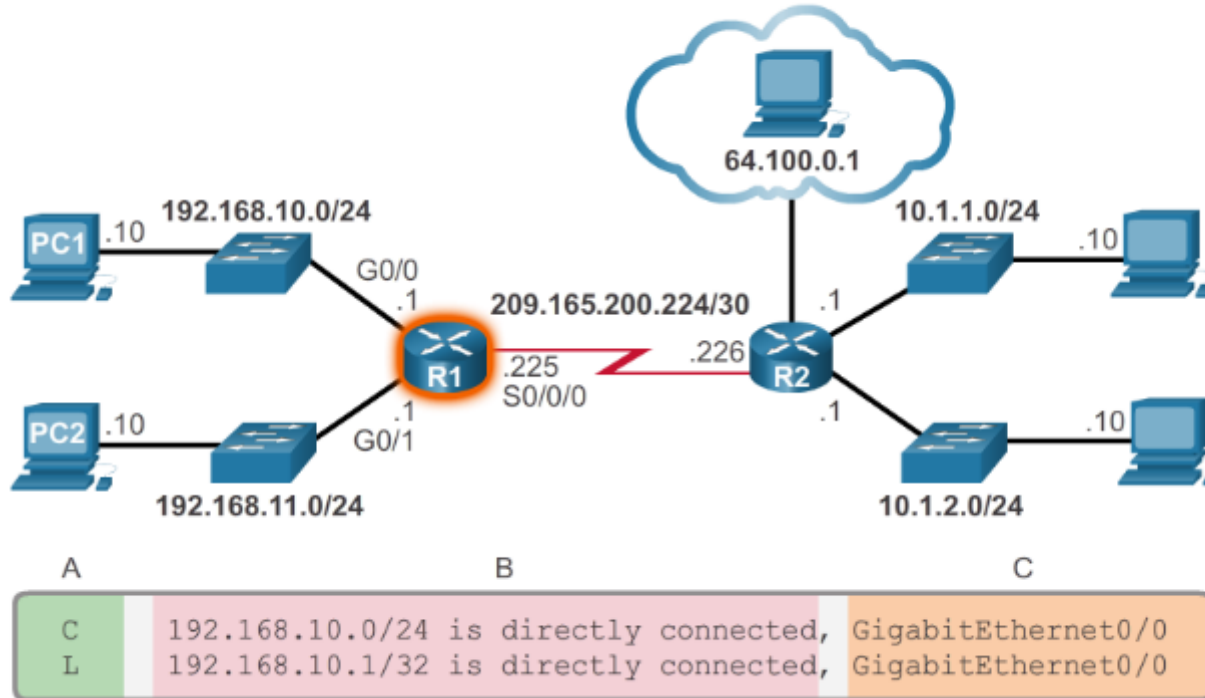 64.100.0.1
192.168.10.0/24
10.1.1.0/24
PC1
.10
.10
G0/0
.1
209.165.200.224/30
.1
R1
.225
.226
R2
S0/0/0
PC2
.10
.1
G0/1
.1
.10
192.168.11.0/24
10.1.2.0/24
A B C
C 192.168.10.0/24 is directly connected, GigabitEthernet0/0
L 192.168.10.1/32 is directly connected, GigabitEthernet0/0